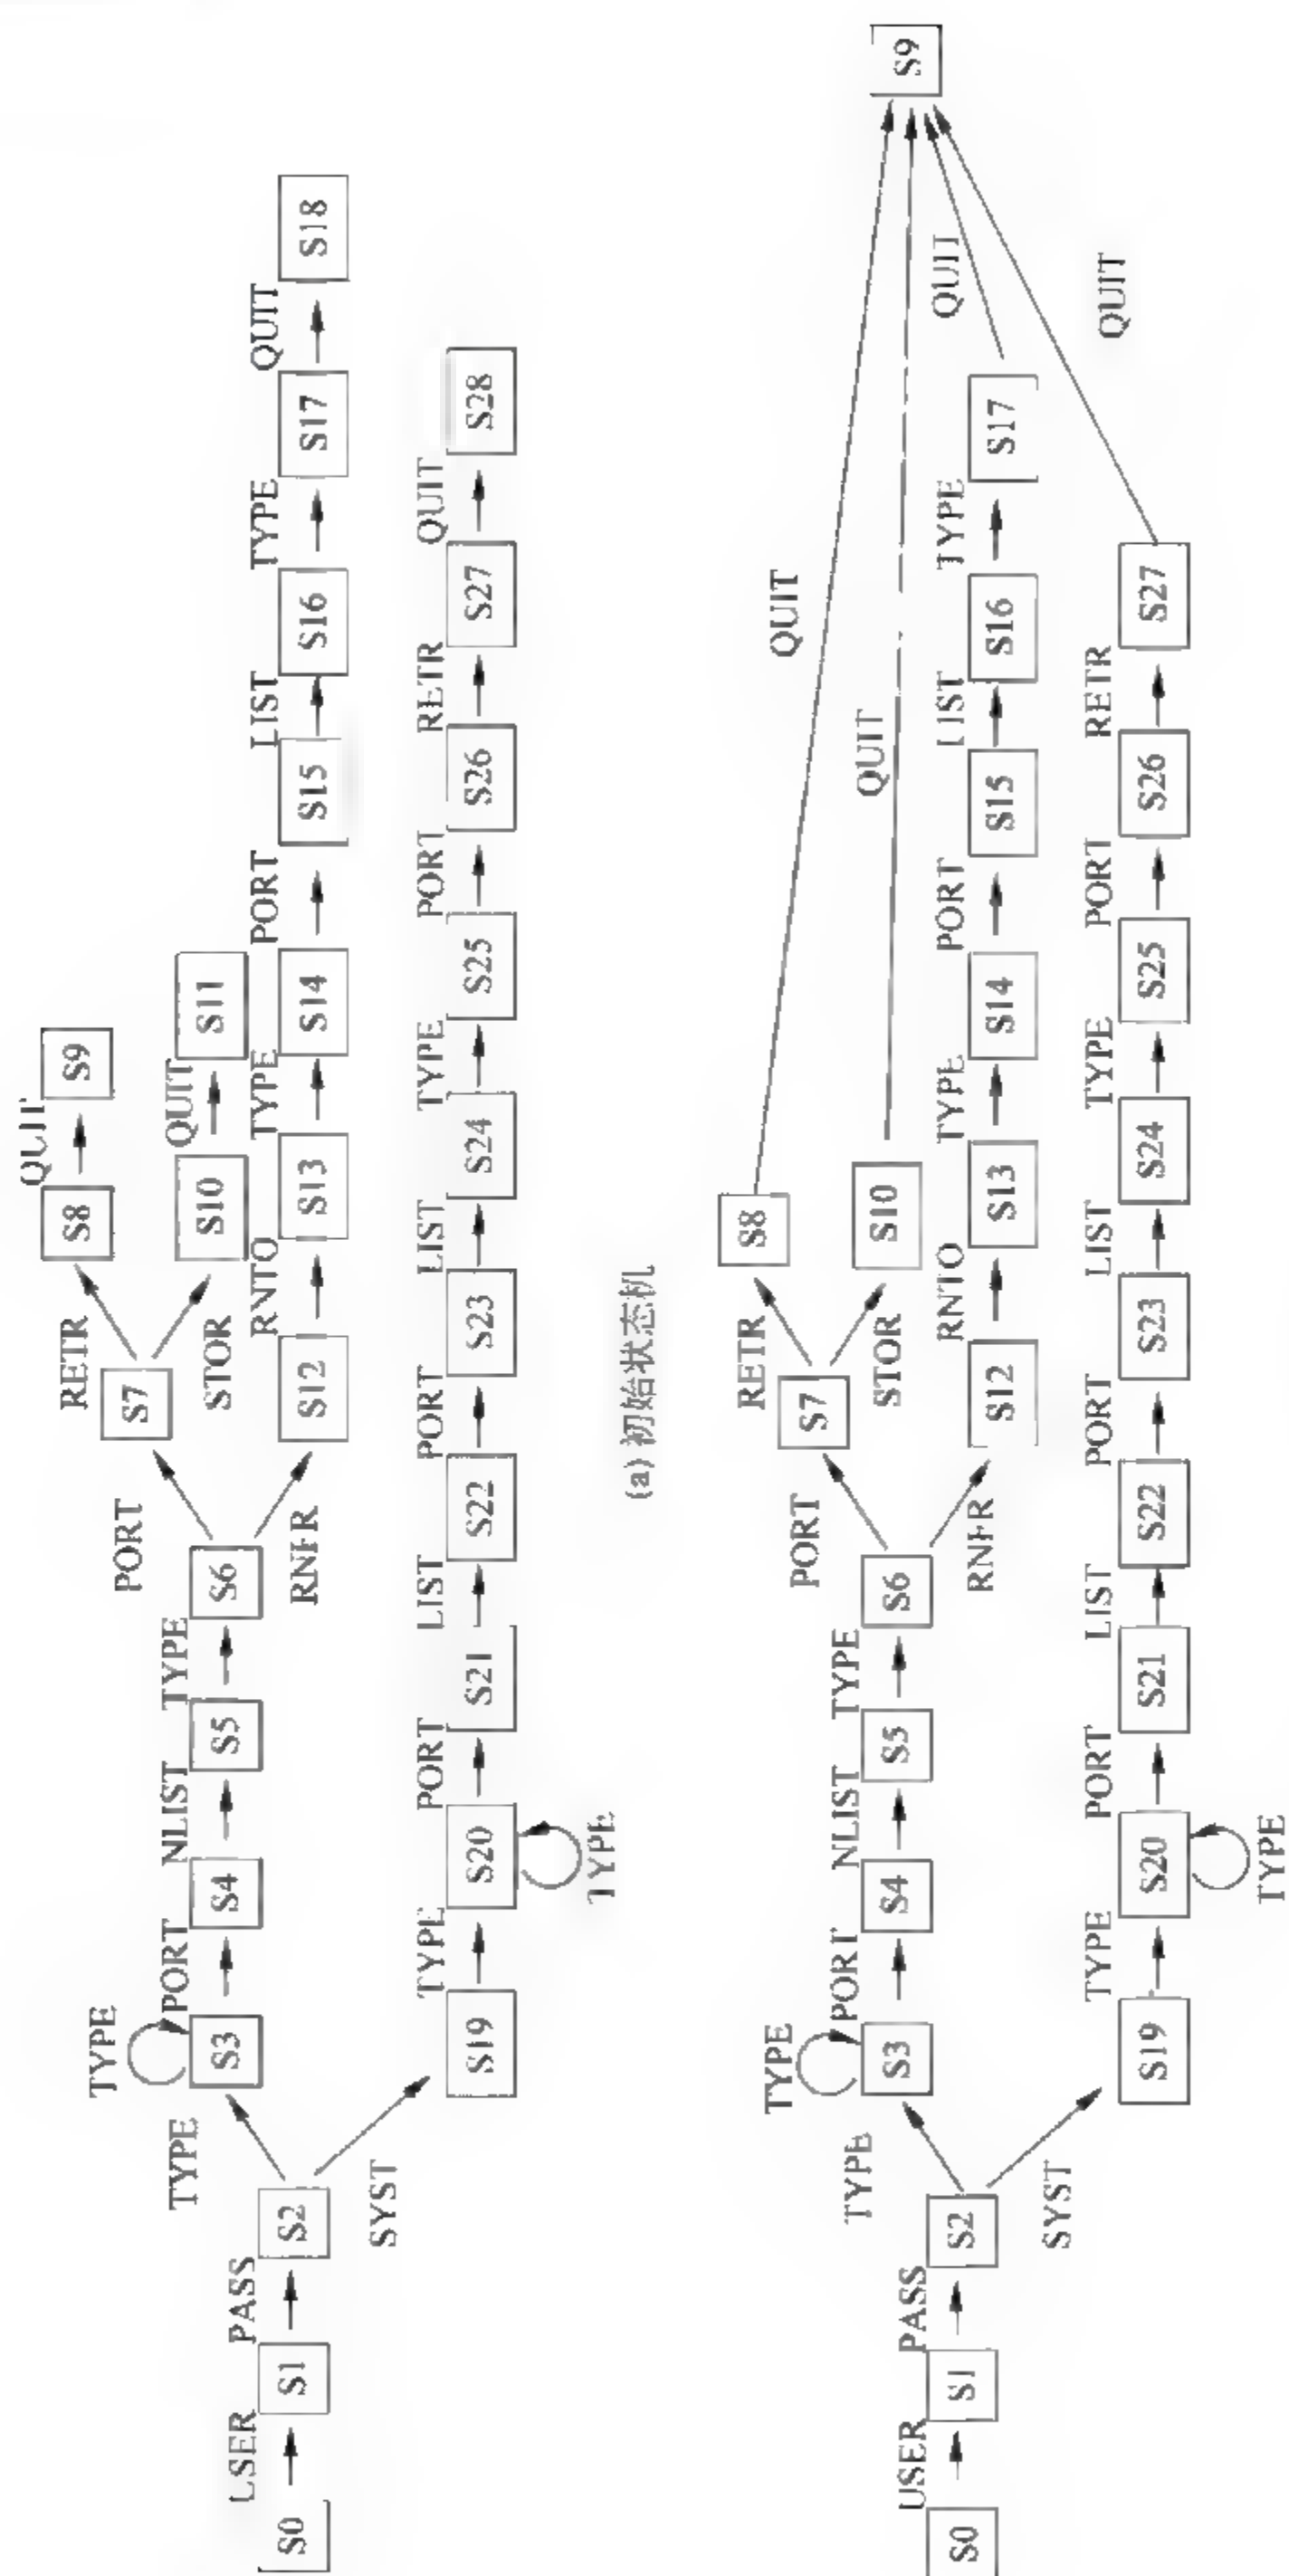 QUIT
RETR S8 S9
TYPE PORT S7
TYPE PORT NLIST TYPE QUIT
STOR S10 S11
S3 S4 S5 S6
USER PASS RNTO TYPE PORT LIST TYPE QUIT
S0 S1 S2 RNFR S12 S13 S14 S15 S16 S17 S18
SYST
TYPE PORT LIST PORT LIST TYPE PORT RETR QUIT
S19 S20 S21 S22 S23 S24 S25 S26 S27 S28
TYPE
(a) 初始状态机
RETR S8 QUIT
TYPE PORT S7
TYPE PORT NLIST TYPE QUIT
STOR S10
S3 S4 S5 S6 S9
USER PASS RNTO TYPE PORT LIST TYPE QUIT
S0 S1 S2 RNFR S12 S13 S14 S15 S16 S17
SYST
TYPE PORT LIST PORT LIST TYPE PORT RETR QUIT
S19 S20 S21 S22 S23 S24 S25 S26 S27
TYPE